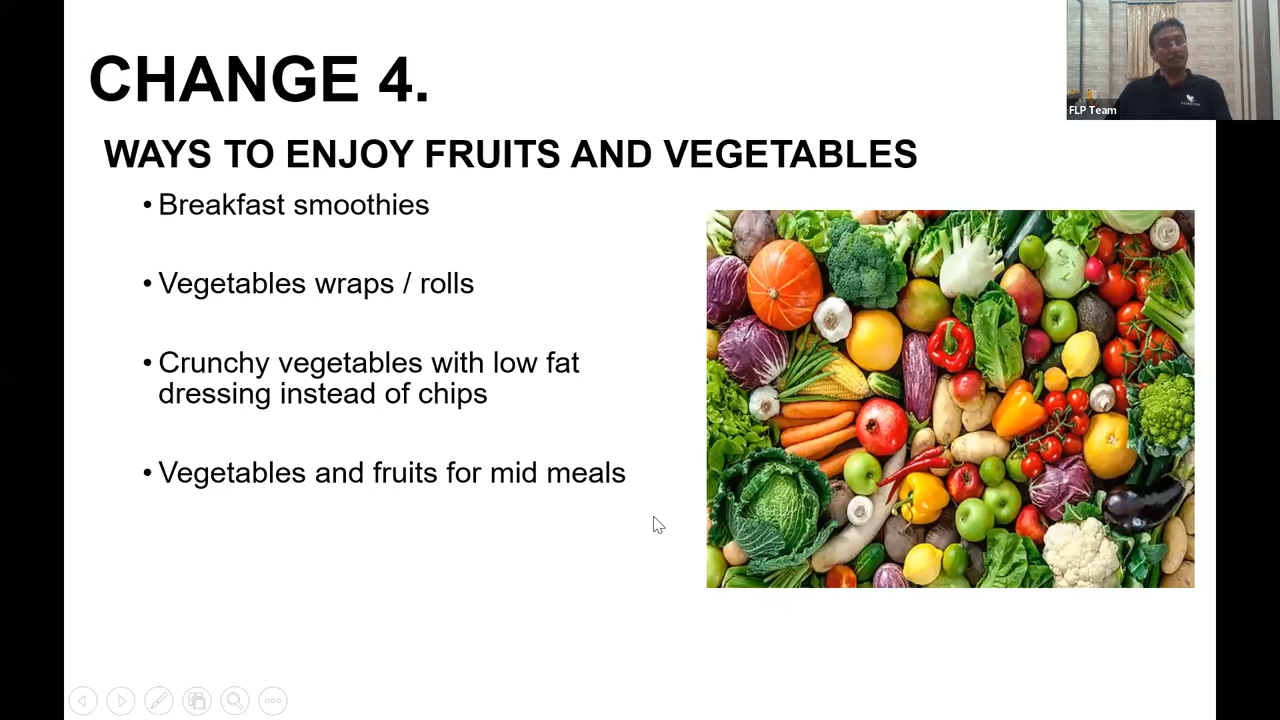 CHANGE 4.
FLP Team
WAYS TO ENJOY FRUITS AND VEGETABLES
• Breakfast smoothies
• Vegetables wraps / rolls
• Crunchy vegetables with low fat
dressing instead of chips
• Vegetables and fruits for mid meals